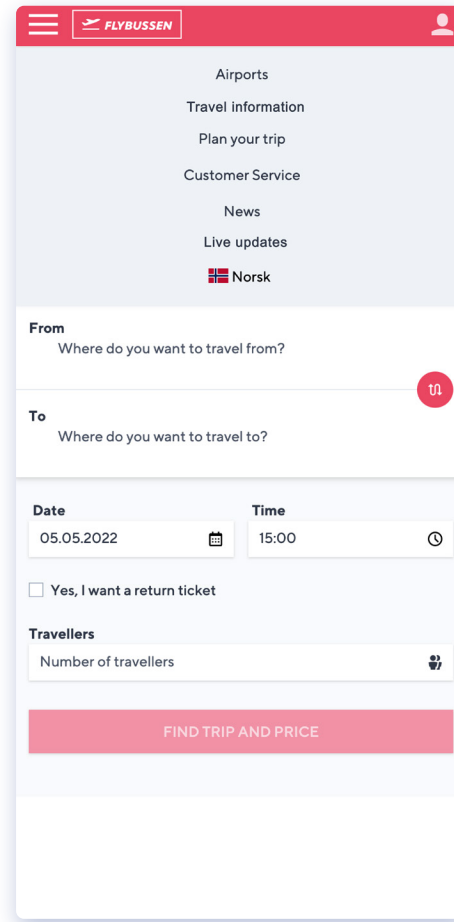 FLYBUSSEN
Airports
Travel information
Plan your trip
Customer Service
News
Live updates
Norsk
From
Where do you want to travel from?
To
Where do you want to travel to?
Date
Time
05.05.2022
15:00
Yes, I want a return ticket
Travellers
Number of travellers
FIND TRIP AND PRICE